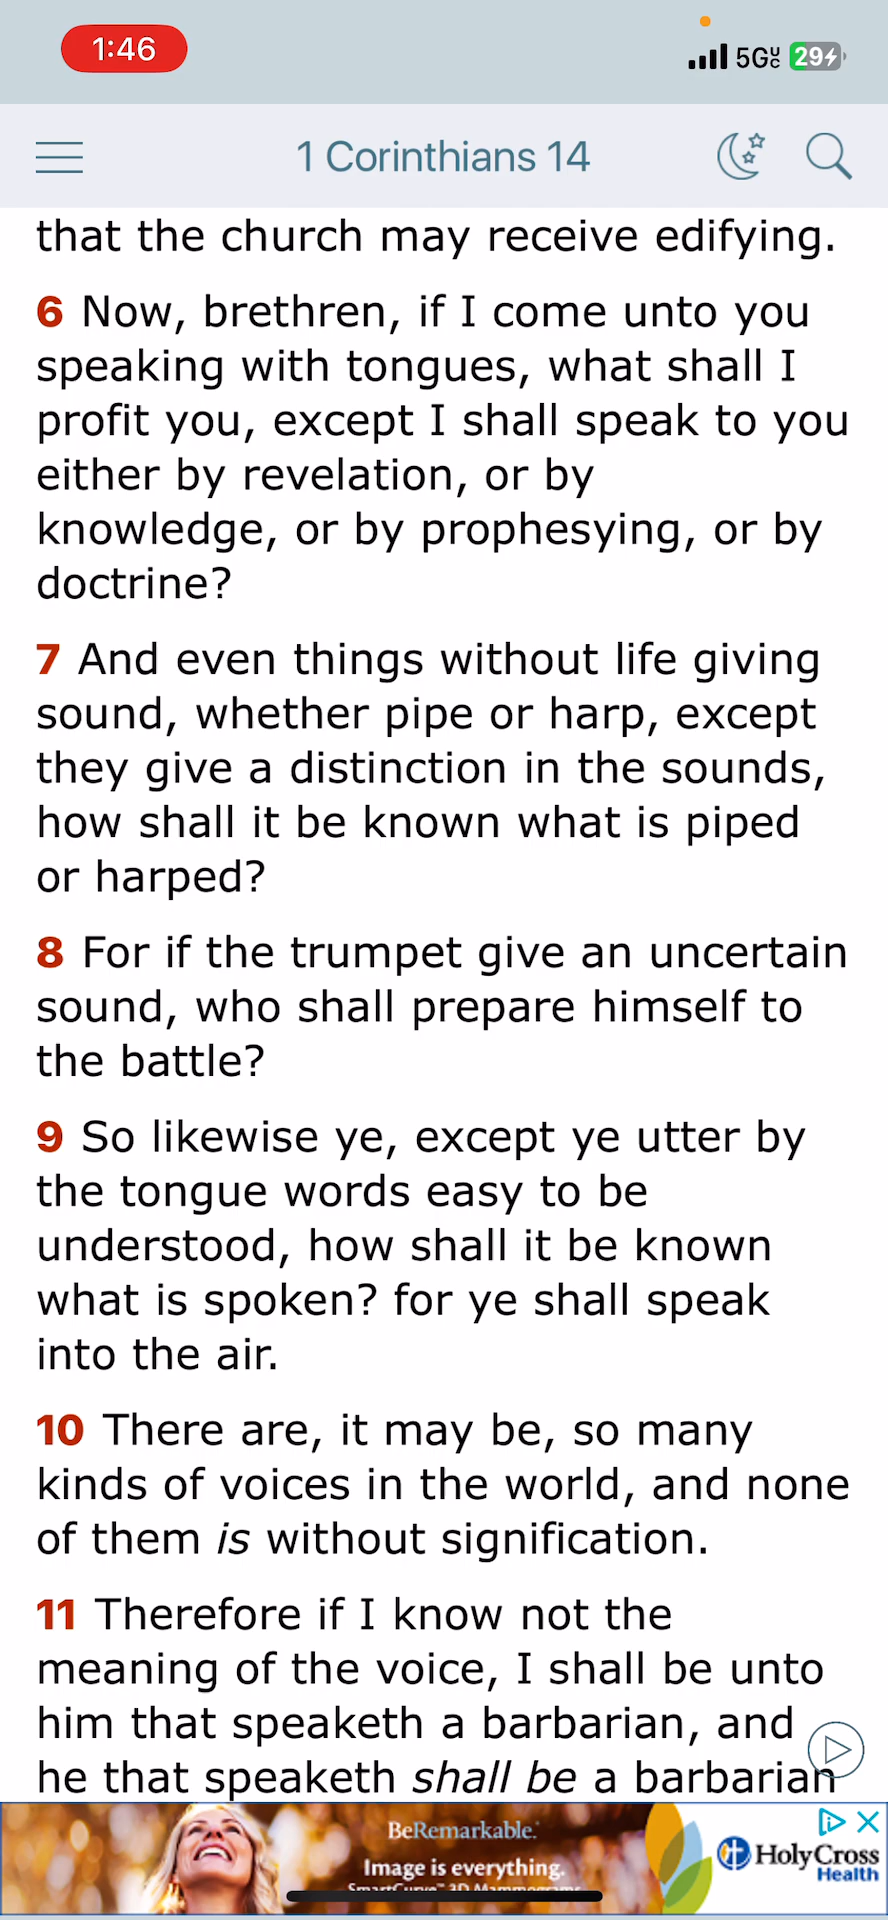 1:46
5G 29
1 Corinthians 14
that the church may receive edifying.
6 Now, brethren, if I come unto you
speaking with tongues, what shall I
profit you, except I shall speak to you
either by revelation, or by
knowledge, or by prophesying, or by
doctrine?
7 And even things without life giving
sound, whether pipe or harp, except
they give a distinction in the sounds,
how shall it be known what is piped
or harped?
8 For if the trumpet give an uncertain
sound, who shall prepare himself to
the battle?
9 So likewise ye, except ye utter by
the tongue words easy to be
understood, how shall it be known
what is spoken? for ye shall speak
into the air.
10 There are, it may be, so many
kinds of voices in the world, and none
of them is without signification.
11 Therefore if I know not the
meaning of the voice, I shall be unto
him that speaketh a barbarian, and
he that speaketh shall be a barbarian
BeRemarkable.
Image is everything.
SmartCurve™ 3D Mammograms
Holy Cross
Health